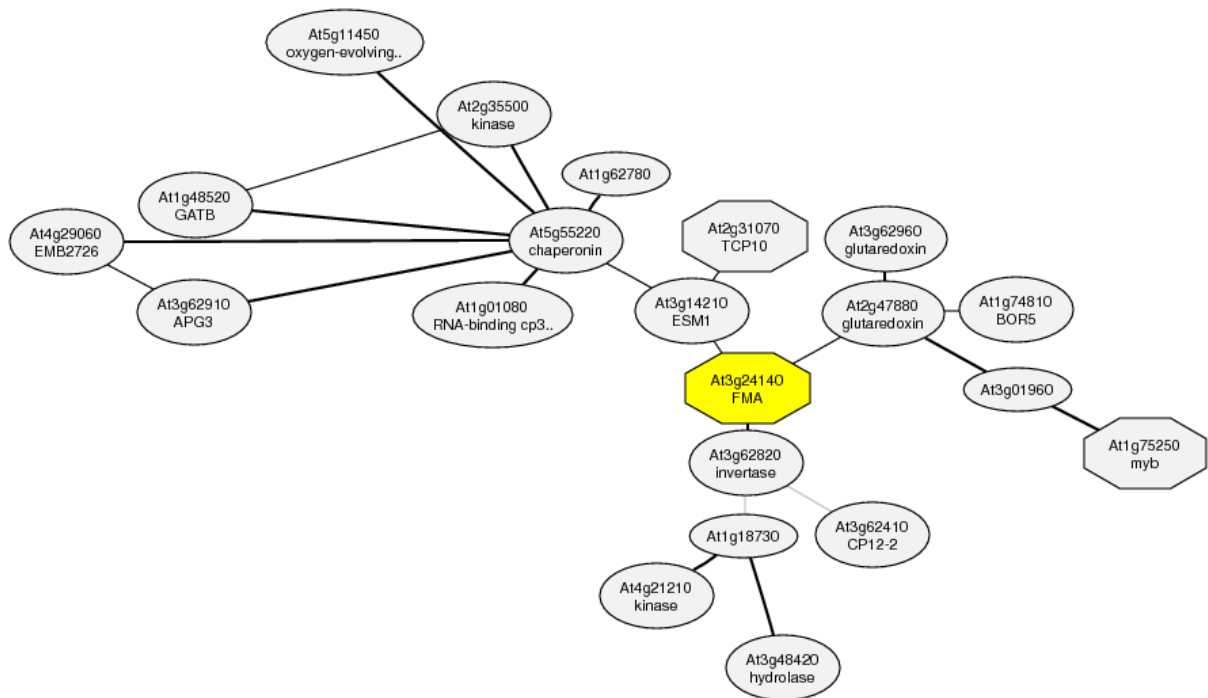 At5g11450
oxygen-evolving..
At2g35500
kinase
At1g62780
At1g48520
GATB
At4g29060
EMB2726
At5g55220
chaperonin
At2g31070
TCP10
At3g62960
glutaredoxin
At3g62910
APG3
At1g01080
RNA-binding cp3..
At3g14210
ESM1
At2g47880
glutaredoxin
At1g74810
BOR5
At3g24140
FMA
At3g01960
At1g75250
myb
At3g62820
invertase
At1g18730
At3g62410
CP12-2
At4g21210
kinase
At3g48420
hydrolase